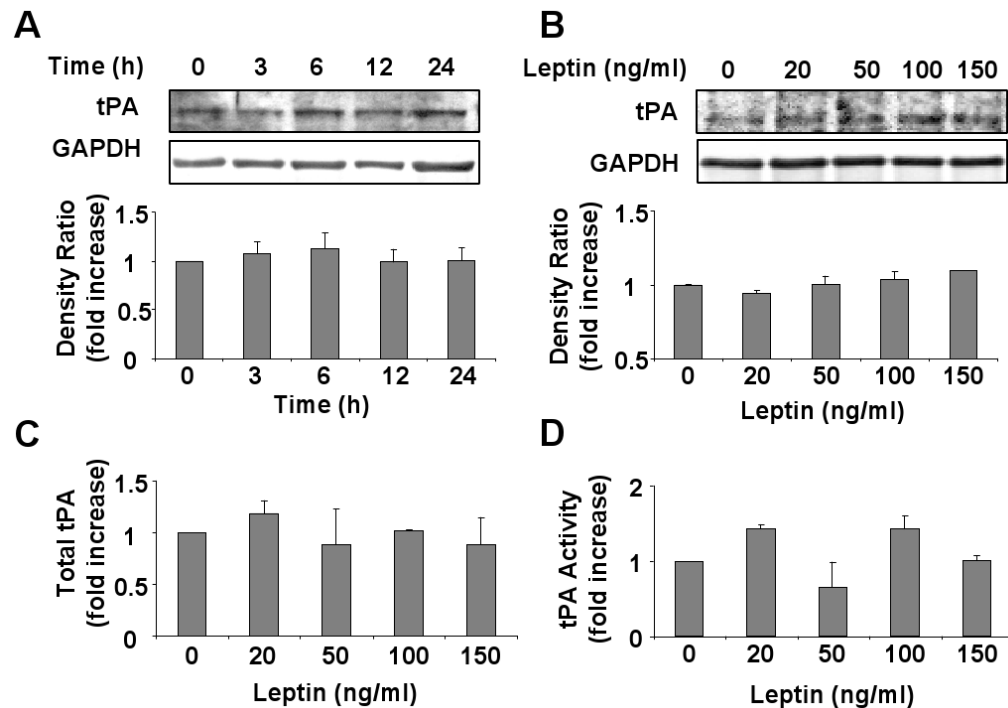 A
Time (h) 0 3 6 12 24
tPA
GAPDH
Density Ratio
(fold increase)
1.5
1
0.5
0
0 3 6 12 24
Time (h)
B
Leptin (ng/ml) 0 20 50 100 150
tPA
GAPDH
Density Ratio
(fold increase)
1.5
1
0.5
0 20 50 100 150
Leptin (ng/ml)
C
Total tPA
(fold increase)
1.5
1
0.5
0
0 20 50 100 150
Leptin (ng/ml)
D
tPA Activity
(fold increase)
2
1
0
0 20 50 100 150
Leptin (ng/ml)